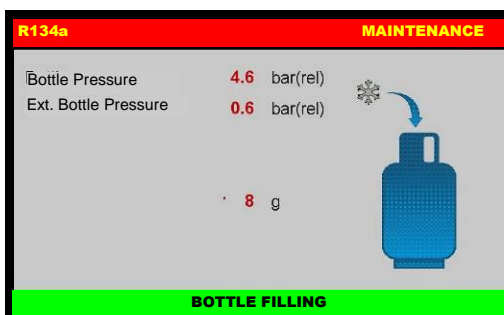 R134a MAINTENANCE
Bottle Pressure 4.6 bar(rel)
Ext. Bottle Pressure 0.6 bar(rel)
8 g
BOTTLE FILLING